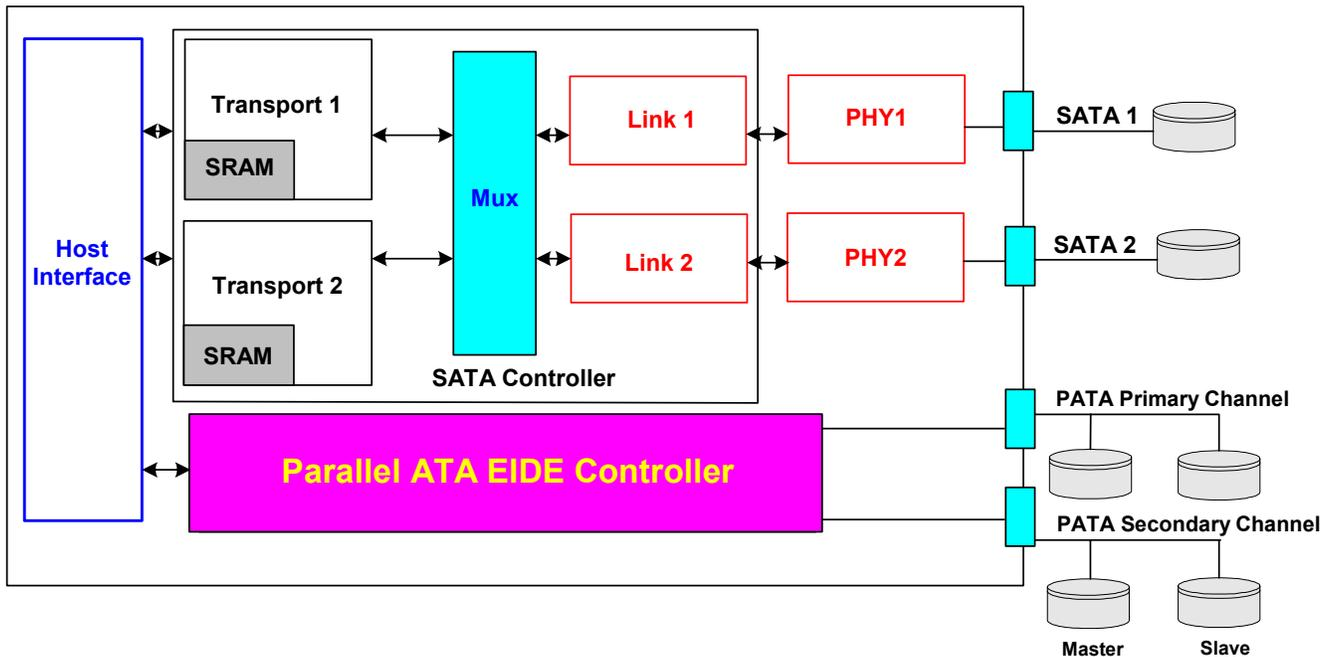 Transport 1
SRAM
Link 1
PHY1
SATA 1
Mux
Host
Interface
Transport 2
SRAM
Link 2
PHY2
SATA 2
SATA Controller
PATA Primary Channel
Parallel ATA EIDE Controller
PATA Secondary Channel
Master
Slave